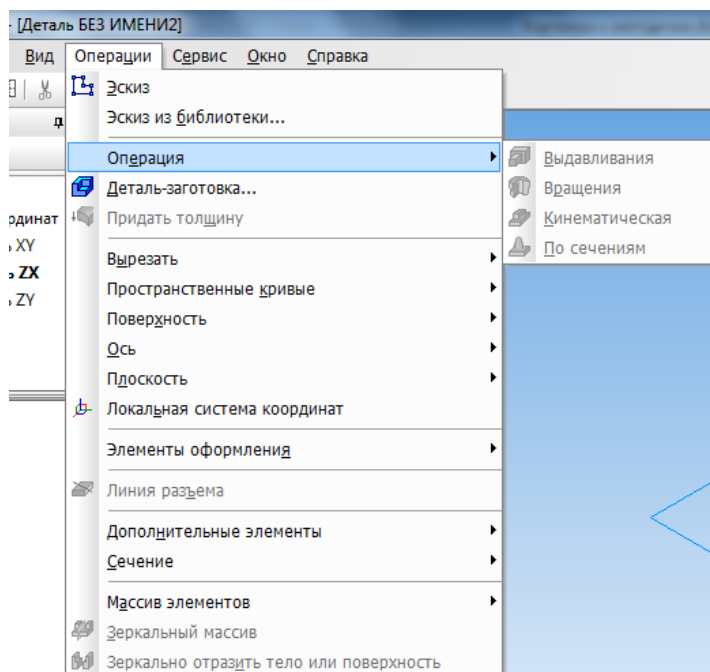 - [Деталь БЕЗ ИМЕНИ2]
Вид Операции Сервис Окно Справка
Эскиз
Эскиз из библиотеки...
Операция
Выдавливания
Деталь-заготовка...
Вращения
рдинат
Придать толщину
Кинематическая
ь XY
По сечениям
Вырезать
ь ZX
Пространственные кривые
ь ZY
Поверхность
Ось
Плоскость
Локальная система координат
Элементы оформления
Линия разъема
Дополнительные элементы
Сечение
Массив элементов
Зеркальный массив
Зеркально отразить тело или поверхность